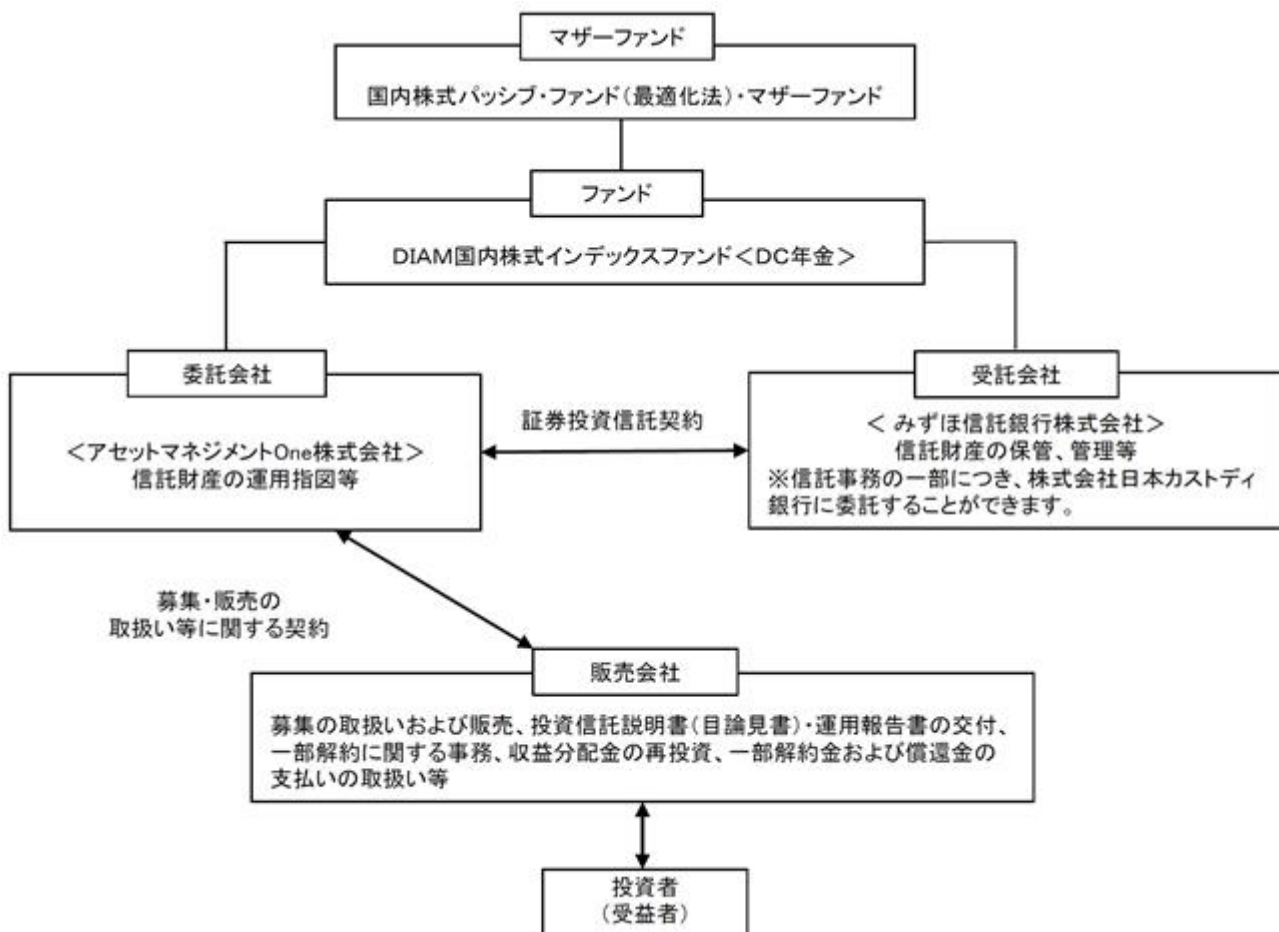 マザーファンド
国内株式パッシブ・ファンド(最適化法)・マザーファンド
ファンド
DIAM国内株式インデックスファンド<DC年金>
委託会社
<アセットマネジメントOne株式会社>
信託財産の運用指図等
証券投資信託契約
受託会社
< みずほ信託銀行株式会社>
信託財産の保管、管理等
※信託事務の一部につき、株式会社日本カストディ
銀行に委託することができます。
募集・販売の
取扱い等に関する契約
販売会社
募集の取扱いおよび販売、投資信託説明書(目論見書)・運用報告書の交付、
一部解約に関する事務、収益分配金の再投資、一部解約金および償還金の
支払いの取扱い等
投資者
(受益者)